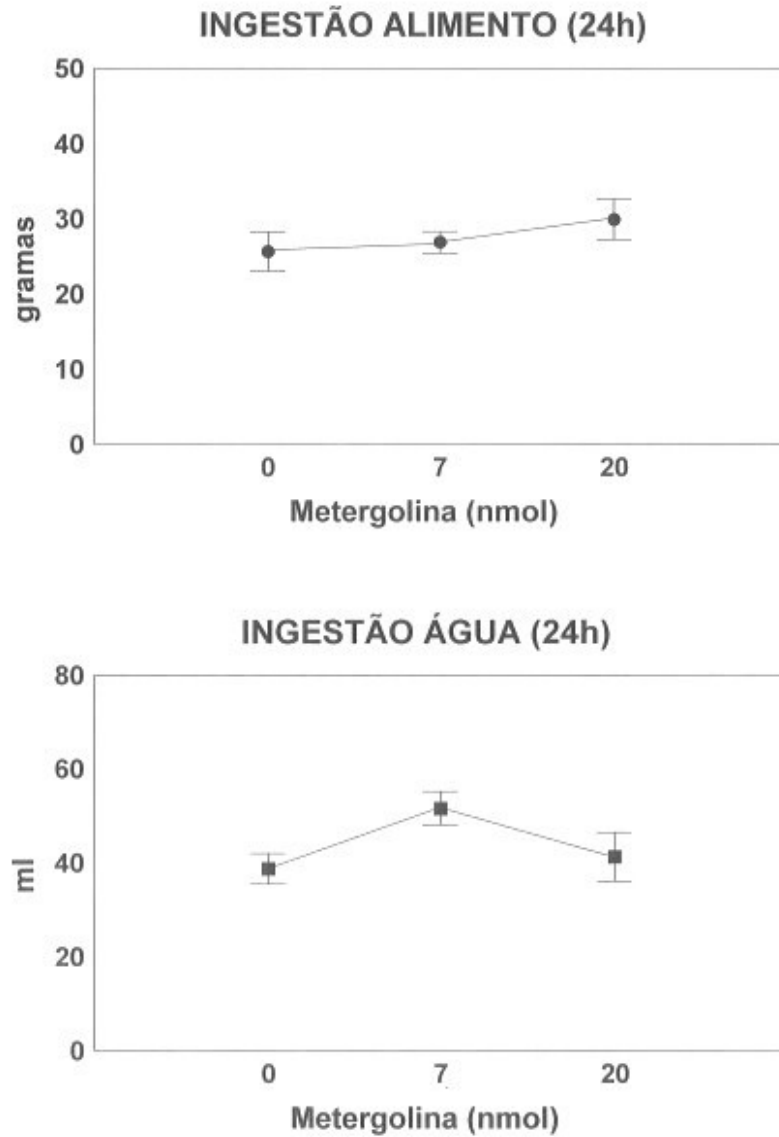 INGESTÃO ALIMENTO (24h)
50
40
30
20
10
0
gramas
0 7 20
Metergolina (nmol)
INGESTÃO ÁGUA (24h)
80
60
40
20
0
ml
0 7 20
Metergolina (nmol)